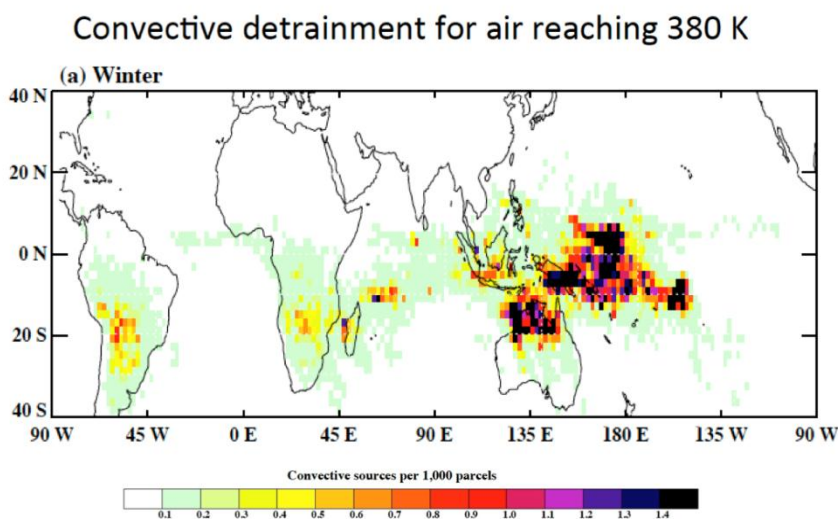 Convective detrainment for air reaching 380 K
(a) Winter
40 N
20 N
0 N
20 S
40 S
90 W 45 W 0 E 45 E 90 E 135 E 180 E 135 W 90 W
Convective sources per 1,000 parcels
0.1 0.2 0.3 0.4 0.5 0.6 0.7 0.8 0.9 1.0 1.1 1.2 1.3 1.4